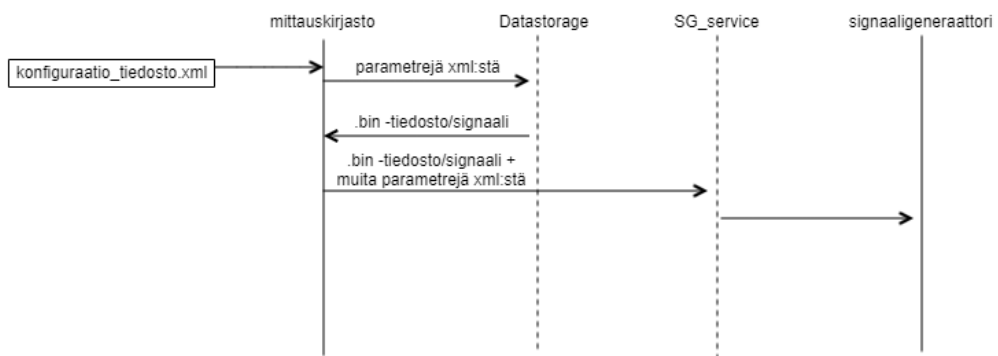 mittauskirjasto
Datastorage
SG_service
signaaligeneraattori
konfiguraatio_tiedosto.xml
parametrejä xml:stä
.bin -tiedosto/signaali
.bin -tiedosto/signaali +
muita parametrejä xml:stä